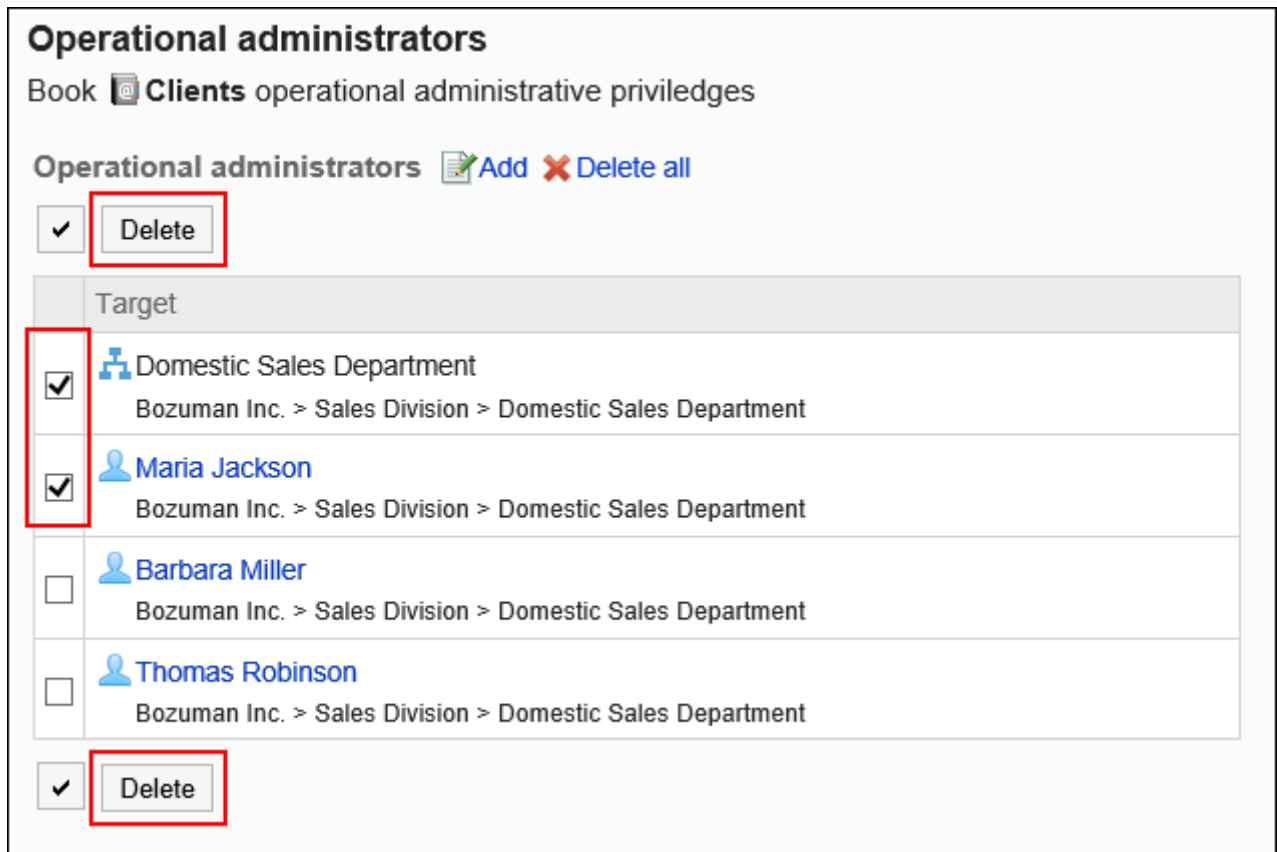 Operational administrators
Book Clients operational administrative priviledges
Operational administrators Add Delete all
Delete
Target
Domestic Sales Department
Bozuman Inc. > Sales Division > Domestic Sales Department
Maria Jackson
Bozuman Inc. > Sales Division > Domestic Sales Department
Barbara Miller
Bozuman Inc. > Sales Division > Domestic Sales Department
Thomas Robinson
Bozuman Inc. > Sales Division > Domestic Sales Department
Delete